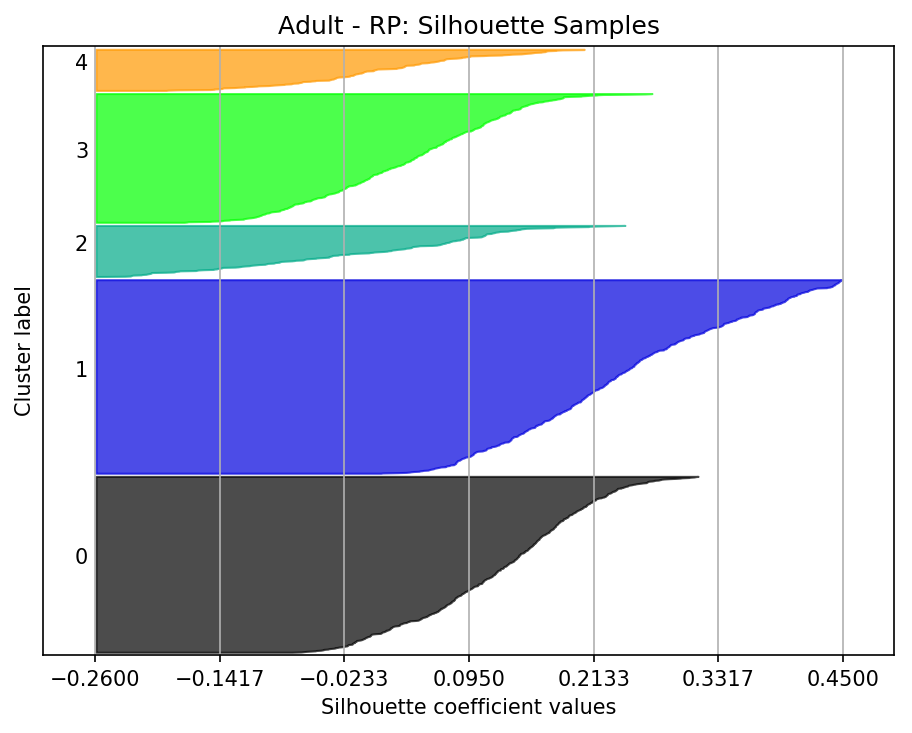 Adult - RP: Silhouette Samples
4
3
2
1
0
Cluster label
−0.2600 −0.1417 −0.0233 0.0950 0.2133 0.3317 0.4500
Silhouette coefficient values